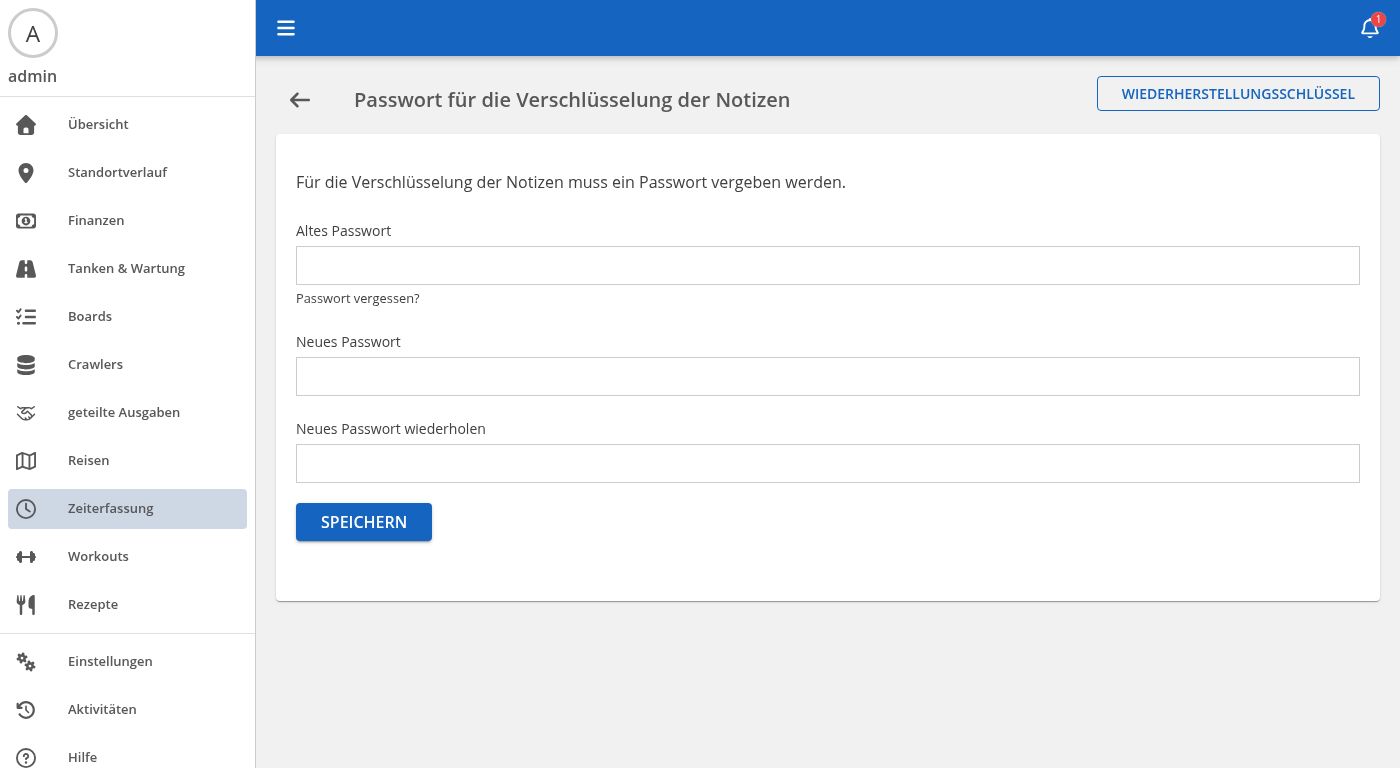 A
admin
Übersicht
Standortverlauf
Finanzen
Tanken & Wartung
Boards
Crawlers
geteilte Ausgaben
Reisen
Zeiterfassung
Workouts
Rezepte
Einstellungen
Aktivitäten
Hilfe
1
Passwort für die Verschlüsselung der Notizen
WIEDERHERSTELLUNGSSCHLÜSSEL
Für die Verschlüsselung der Notizen muss ein Passwort vergeben werden.
Altes Passwort
Passwort vergessen?
Neues Passwort
Neues Passwort wiederholen
SPEICHERN